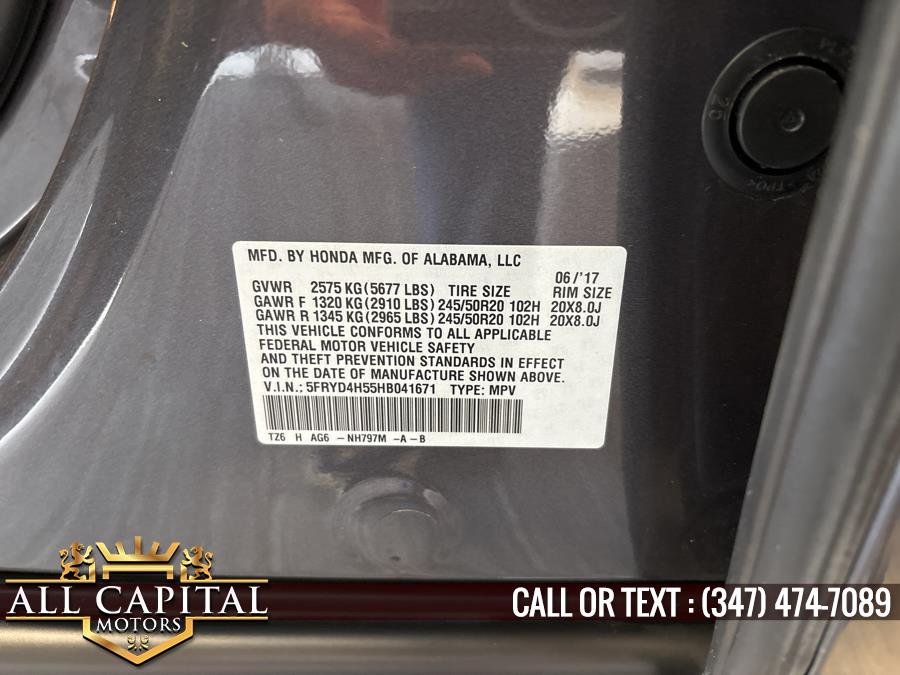 MFD. BY HONDA MFG. OF ALABAMA, LLC
06/'17
GVWR 2575 KG(5677 LBS) TIRE SIZE RIM SIZE
GAWR F 1320 KG(2910 LBS) 245/50R20 102H 20X8.0J
GAWR R 1345 KG(2965 LBS) 245/50R20 102H 20X8.0J
THIS VEHICLE CONFORMS TO ALL APPLICABLE
FEDERAL MOTOR VEHICLE SAFETY
AND THEFT PREVENTION STANDARDS IN EFFECT
ON THE DATE OF MANUFACTURE SHOWN ABOVE.
V.I.N.: 5FRYD4H55HB041671 TYPE: MPV
TZ6 H AG6 -NH797M -A-B
25
ALL CAPITAL
MOTORS
CALL OR TEXT : (347) 474-7089